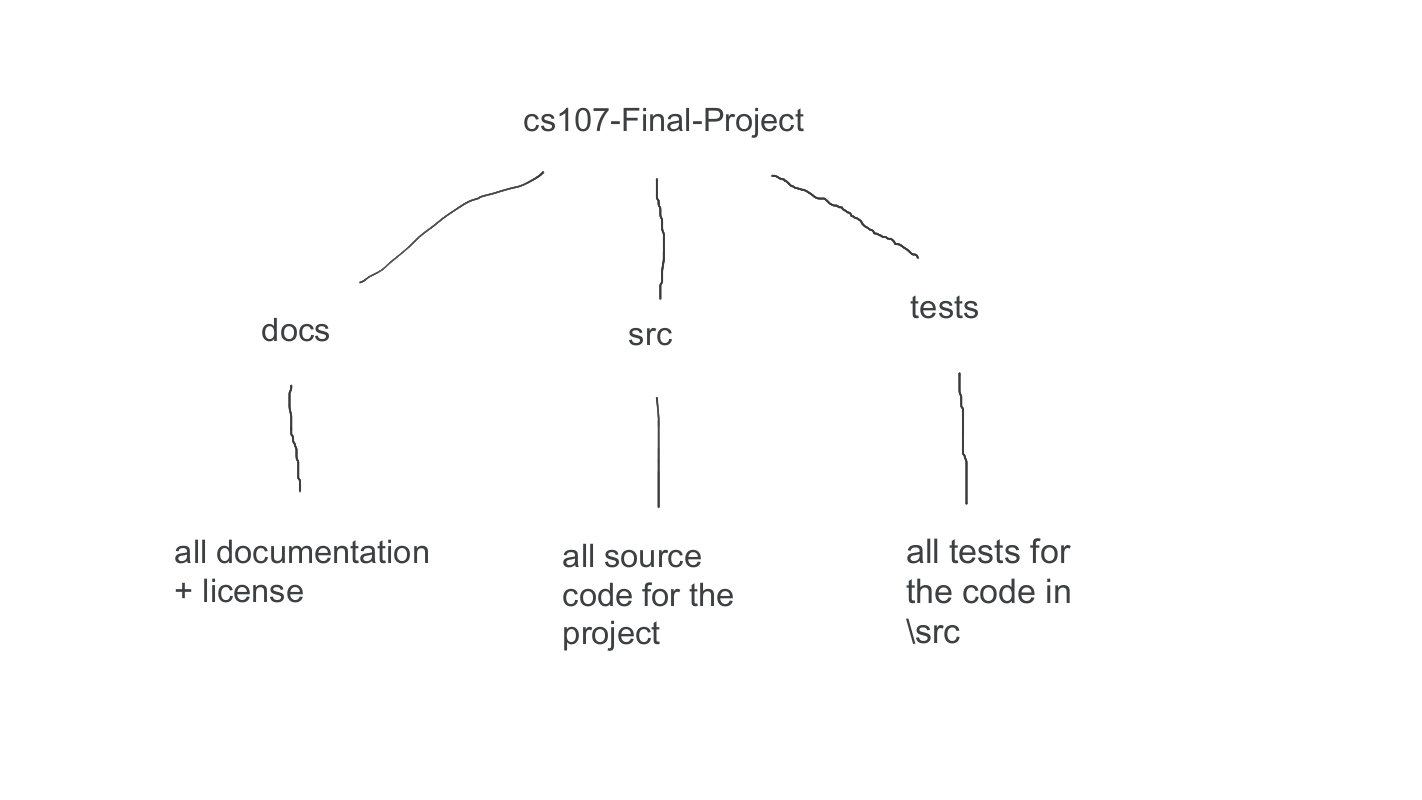 cs107-Final-Project
docs
src
tests
all documentation
+ license
all source
code for the
project
all tests for
the code in
\src